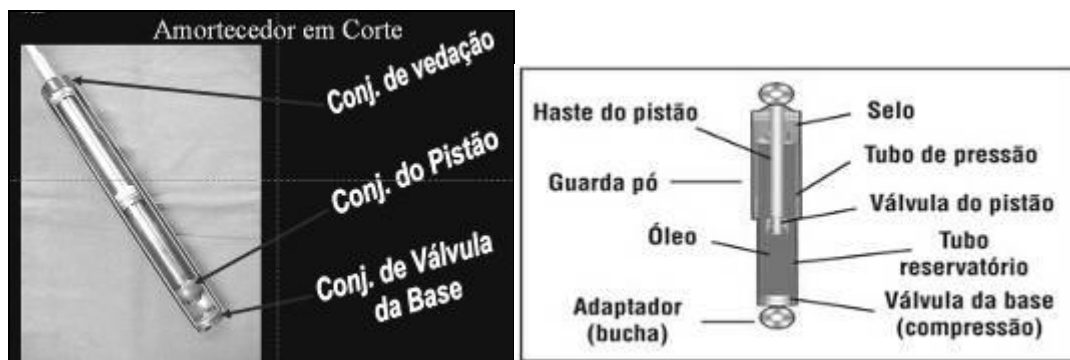 Amortecedor em Corte
Conj. de vedação
Conj. do Pistão
Conj. de Válvula
da Base
Haste do pistão
Selo
Tubo de pressão
Guarda pó
Válvula do pistão
Óleo
Tubo
reservatório
Adaptador
(bucha)
Válvula da base
(compressão)